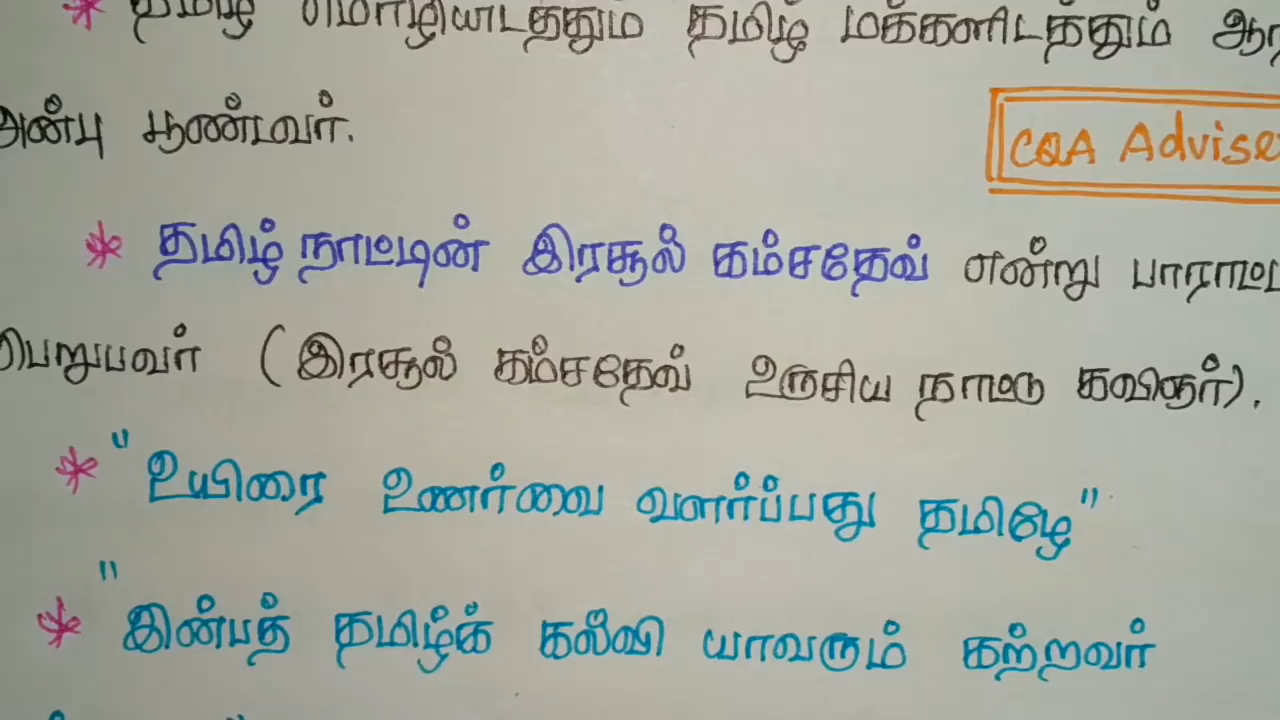 * தமிழ் மொழியிடத்தும் தமிழ் மக்களிடத்தும்
அன்பு பூண்டவர்.
CQA Advise
* தமிழ் நாட்டின் இரசூல் கம்சதேவ் என்று
பெறுபவர் (இரசூல் கம்சதேவ் உருசிய நாட்டு கவிஞர்).
* "உயிரை உணர்வை வளர்ப்பது தமிழே"
* "இன்பத் தமிழ்க் கல்வி யாவரும் கற்றவர்